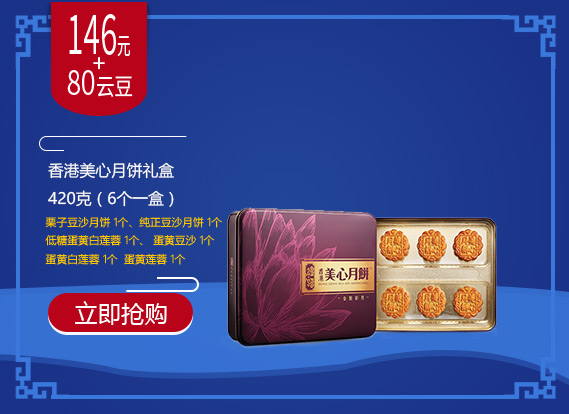 146元
+
80云豆
香港美心月饼礼盒
420克（6个一盒）
栗子豆沙月饼 1个、纯正豆沙月饼 1个
低糖蛋黄白莲蓉 1个、 蛋黄豆沙 1个
蛋黄白莲蓉 1个 蛋黄莲蓉 1个
立即抢购
香港
美心月餅